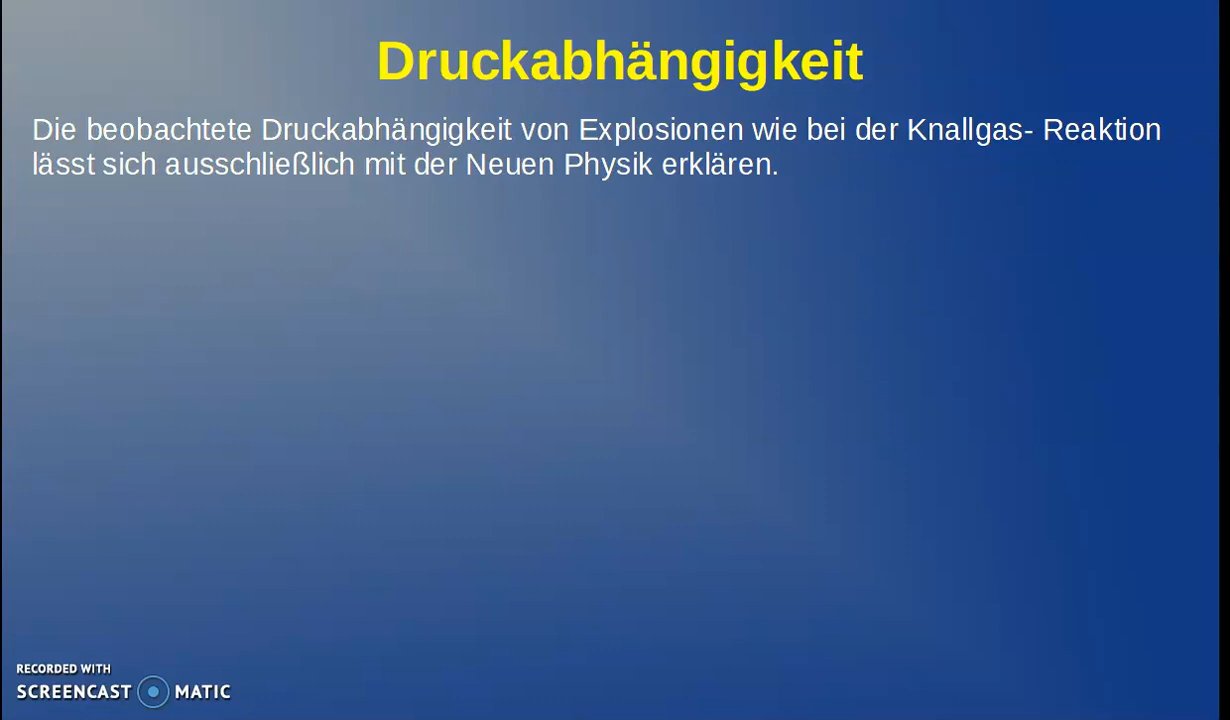 Druckabhängigkeit
Die beobachtete Druckabhängigkeit von Explosionen wie bei der Knallgas- Reaktion
lässt sich ausschließlich mit der Neuen Physik erklären.
RECORDED WITH
SCREENCAST MATIC